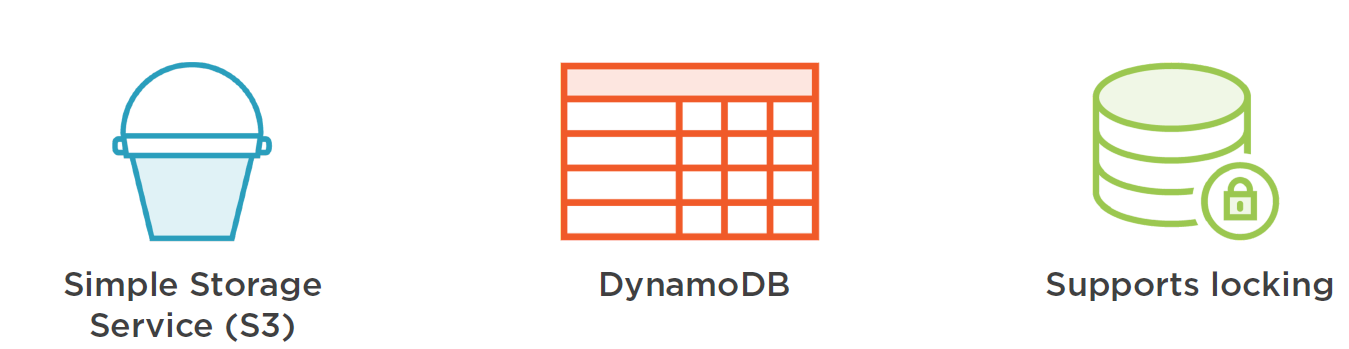 Simple Storage
Service (S3)
DynamoDB
Supports locking